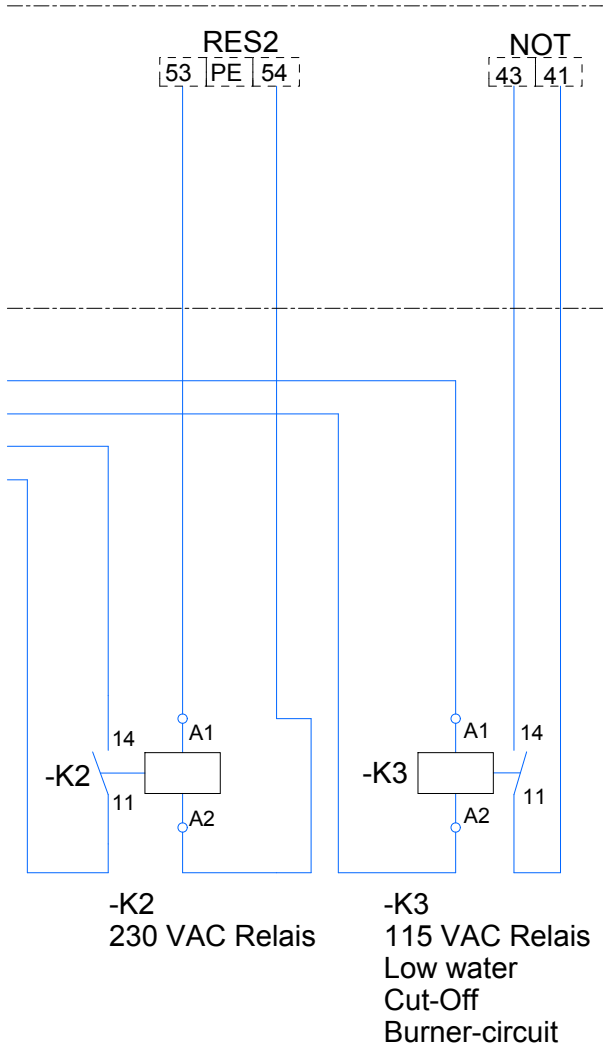 RES2
NOT
53 PE 54
43 41
14
A1
-K2
11
A2
A1
14
-K3
11
A2
-K2
230 VAC Relais
-K3
115 VAC Relais
Low water
Cut-Off
Burner-circuit